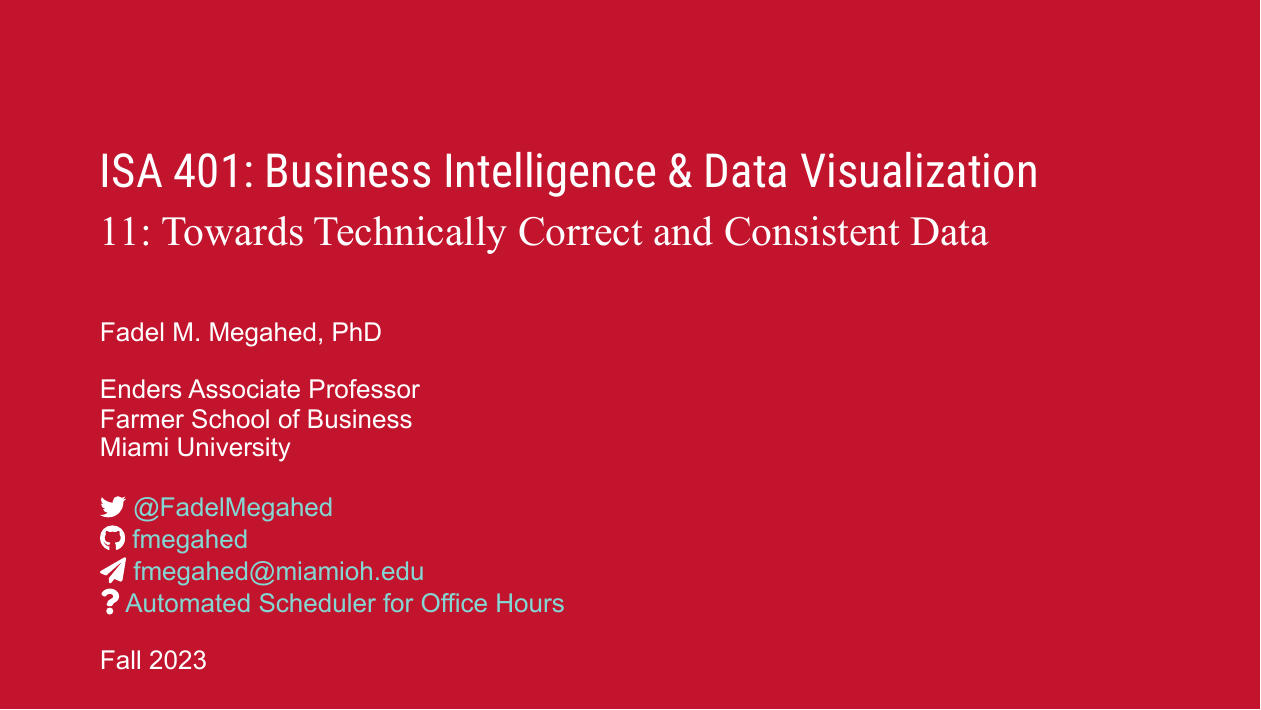 ISA 401: Business Intelligence & Data Visualization
11: Towards Technically Correct and Consistent Data
Fadel M. Megahed, PhD
Enders Associate Professor
Farmer School of Business
Miami University
@FadelMegahed
fmegahed
fmegahed@miamioh.edu
? Automated Scheduler for Office Hours
Fall 2023